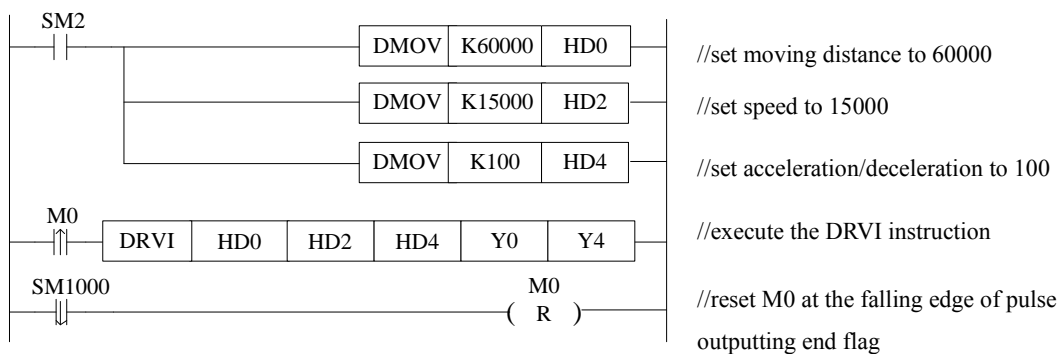 SM2
DMOV K60000 HD0
//set moving distance to 60000
DMOV K15000 HD2
//set speed to 15000
DMOV K100 HD4
//set acceleration/deceleration to 100
M0
DRVI HD0 HD2 HD4 Y0 Y4
//execute the DRVI instruction
SM1000
M0
( R )
//reset M0 at the falling edge of pulse
outputting end flag